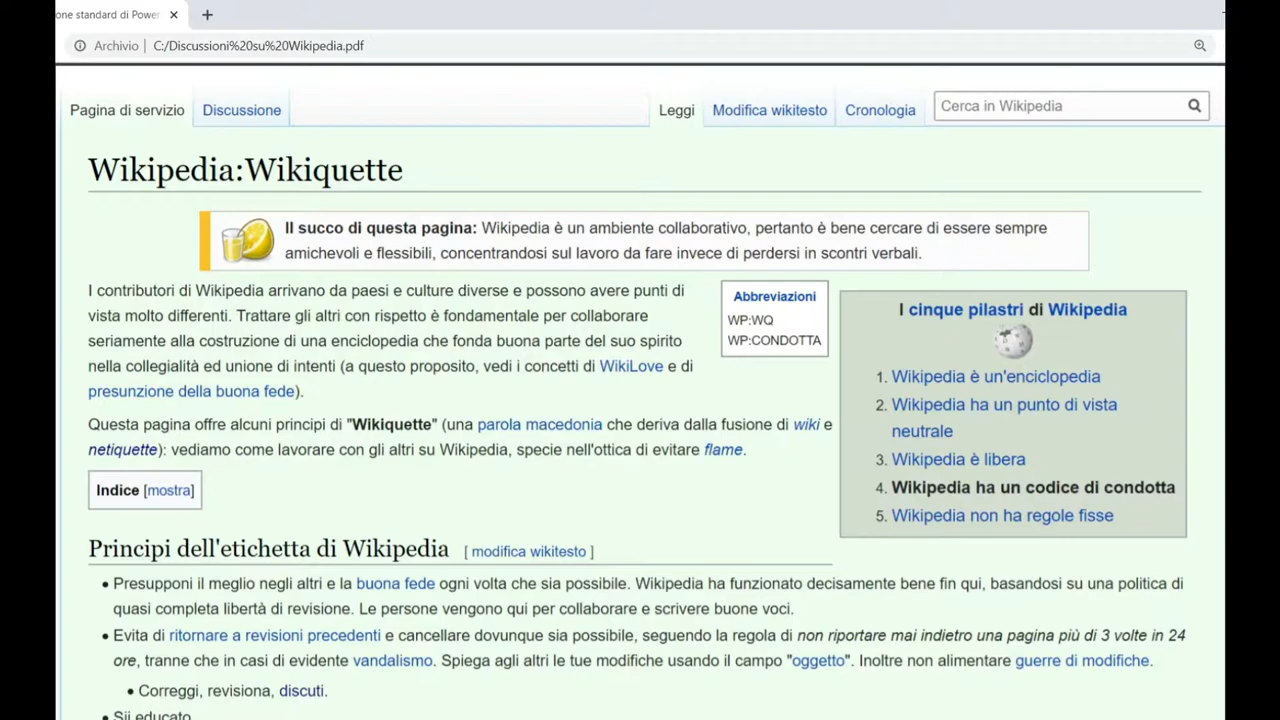 one standard di Power
Archivio C:/Discussioni%20su%20Wikipedia.pdf
Pagina di servizio Discussione Leggi Modifica wikitesto Cronologia Cerca in Wikipedia
Wikipedia:Wikiquette
Il succo di questa pagina: Wikipedia è un ambiente collaborativo, pertanto è bene cercare di essere sempre
amichevoli e flessibili, concentrandosi sul lavoro da fare invece di perdersi in scontri verbali.
I contributori di Wikipedia arrivano da paesi e culture diverse e possono avere punti di
vista molto differenti. Trattare gli altri con rispetto è fondamentale per collaborare
seriamente alla costruzione di una enciclopedia che fonda buona parte del suo spirito
nella collegialità ed unione di intenti (a questo proposito, vedi i concetti di WikiLove e di
presunzione della buona fede).
Abbreviazioni
WP:WQ
WP:CONDOTTA
Questa pagina offre alcuni principi di "Wikiquette" (una parola macedonia che deriva dalla fusione di wiki e
netiquette): vediamo come lavorare con gli altri su Wikipedia, specie nell'ottica di evitare flame.
I cinque pilastri di Wikipedia
1. Wikipedia è un'enciclopedia
2. Wikipedia ha un punto di vista
neutrale
3. Wikipedia è libera
4. Wikipedia ha un codice di condotta
5. Wikipedia non ha regole fisse
Indice [mostra]
Principi dell'etichetta di Wikipedia [ modifica wikitesto ]
• Presupponi il meglio negli altri e la buona fede ogni volta che sia possibile. Wikipedia ha funzionato decisamente bene fin qui, basandosi su una politica di
quasi completa libertà di revisione. Le persone vengono qui per collaborare e scrivere buone voci.
• Evita di ritornare a revisioni precedenti e cancellare dovunque sia possibile, seguendo la regola di non riportare mai indietro una pagina più di 3 volte in 24
ore, tranne che in casi di evidente vandalismo. Spiega agli altri le tue modifiche usando il campo "oggetto". Inoltre non alimentare guerre di modifiche.
• Correggi, revisiona, discuti.
• Sii educato